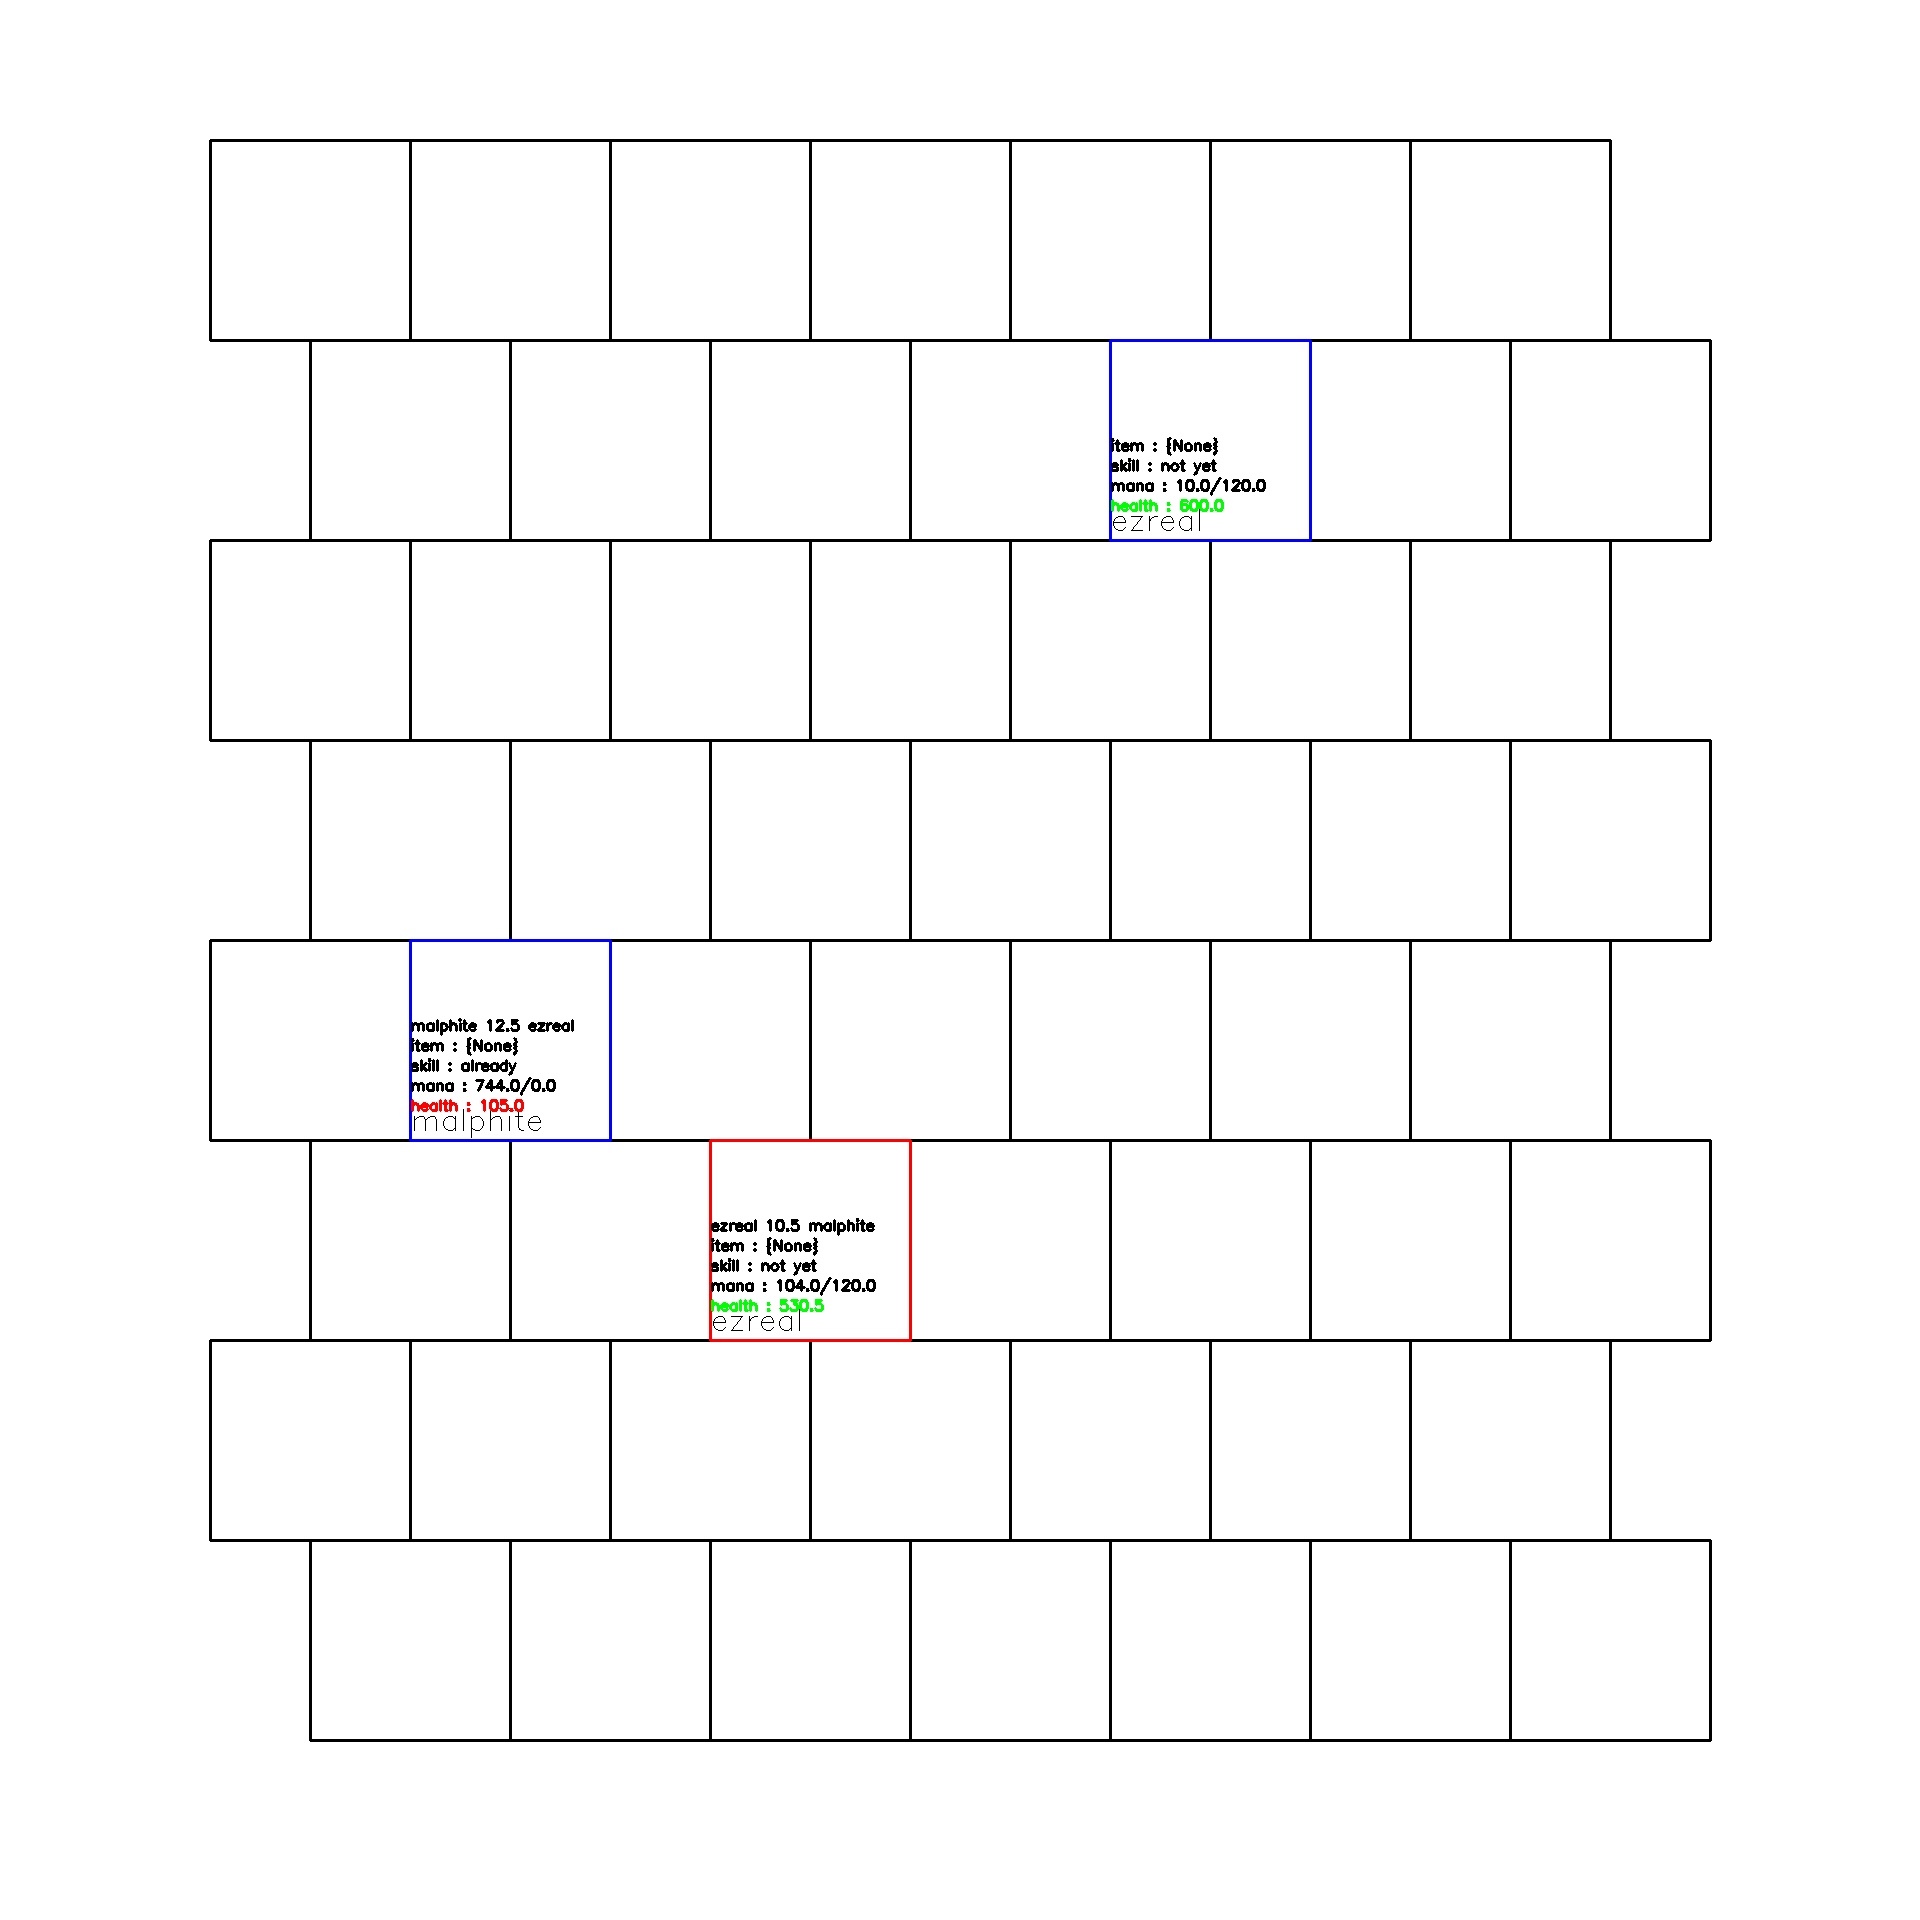 item : {None}
skill : not yet
mana : 10.0/120.0
health : 600.0
ezreal
malphite 12.5 ezreal
item : {None}
skill : already
mana : 744.0/0.0
health : 105.0
malphite
ezreal 10.5 malphite
item : {None}
skill : not yet
mana : 104.0/120.0
health : 530.5
ezreal